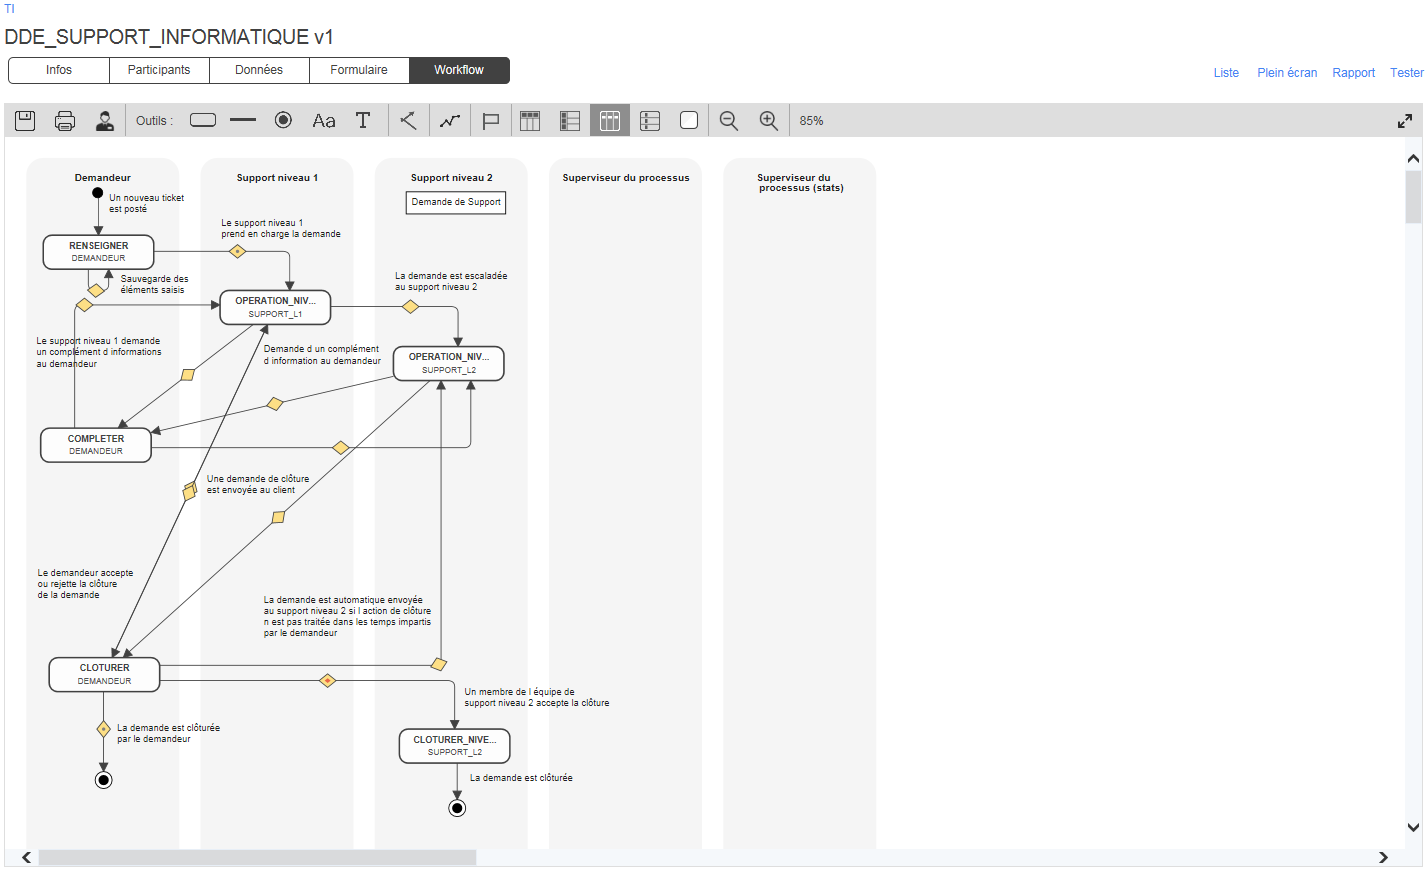 TI
DDE_SUPPORT_INFORMATIQUE v1
Infos
Participants
Données
Formulaire
Workflow
Liste
Plein écran
Rapport
Tester
Outils :
Aa
T
85%
Demandeur
Support niveau 1
Support niveau 2
Superviseur du processus
Superviseur du
processus (stats)
Un nouveau ticket
est posté
Demande de Support
Le support niveau 1
prend en charge la demande
RENSEIGNER
DEMANDEUR
Sauvegarde des
éléments saisis
La demande est escaladée
au support niveau 2
OPERATION_NIV...
SUPPORT_L1
Le support niveau 1 demande
un complément d informations
au demandeur
Demande d un complément
d information au demandeur
OPERATION_NIV...
SUPPORT_L2
COMPLETER
DEMANDEUR
Une demande de clôture
est envoyée au client
Le demandeur accepte
ou rejette la clôture
de la demande
La demande est automatique envoyée
au support niveau 2 si l action de clôture
n est pas traitée dans les temps impartis
par le demandeur
CLOTURER
DEMANDEUR
Un membre de l équipe de
support niveau 2 accepte la clôture
La demande est clôturée
par le demandeur
CLOTURER_NIVE...
SUPPORT_L2
La demande est clôturée